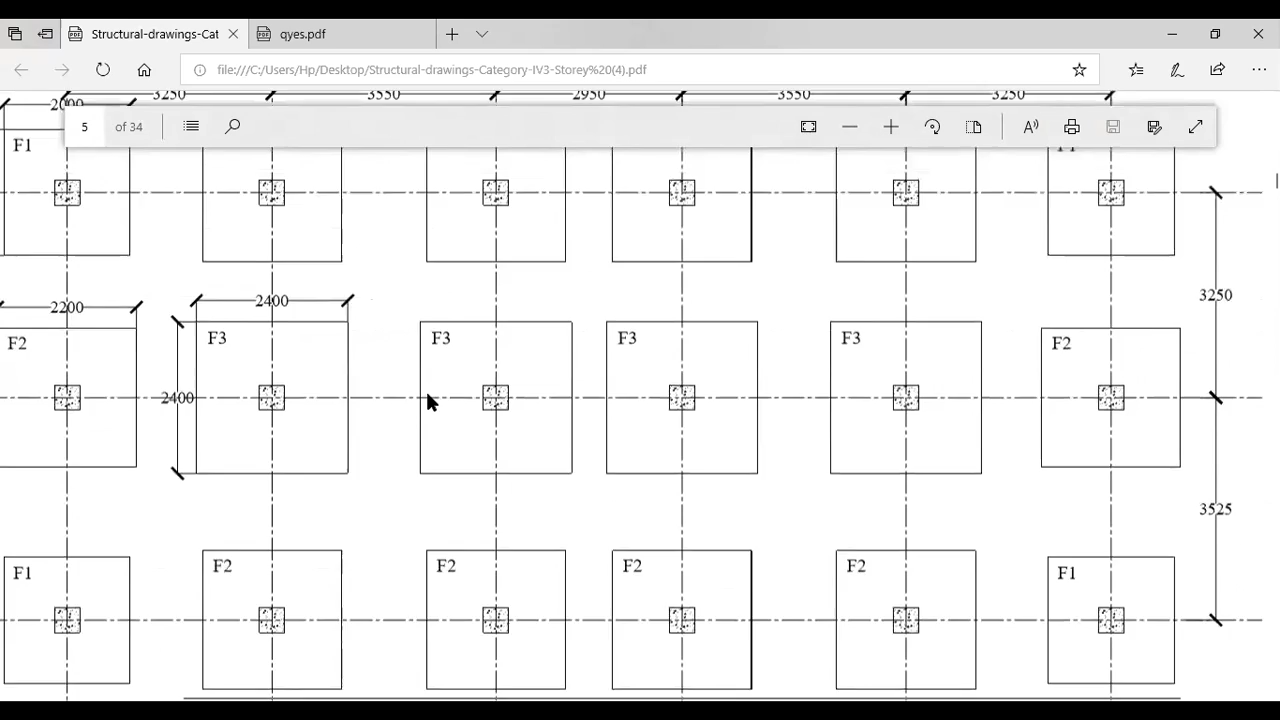 Structural-drawings-Cat
qyes.pdf
file:///C:/Users/Hp/Desktop/Structural-drawings-Category-IV3-Storey%20(4).pdf
3250 3550 2950 3550 3250
2000
5 of 34
F1 F1
3250
2200 2400
F2 F3 F3 F3 F3 F2
2400
3525
F1 F2 F2 F2 F2 F1